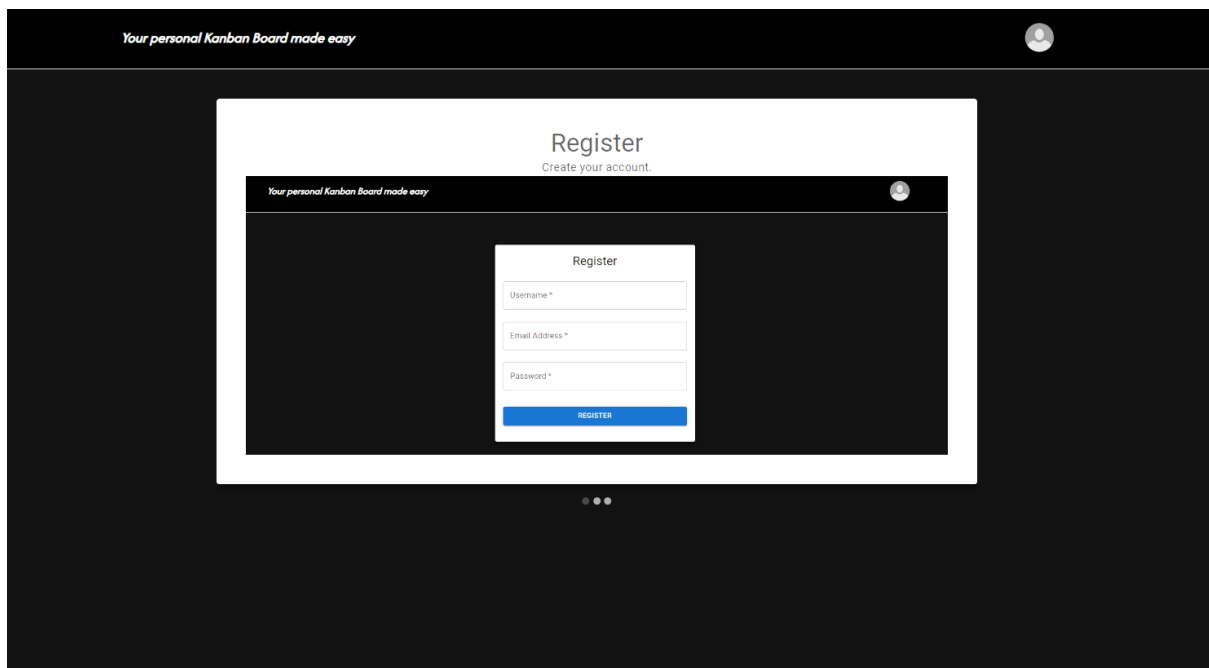 Your personal Kanban Board made easy
Register
Create your account.
Your personal Kanban Board made easy
Register
Username *
Email Address *
Password *
REGISTER